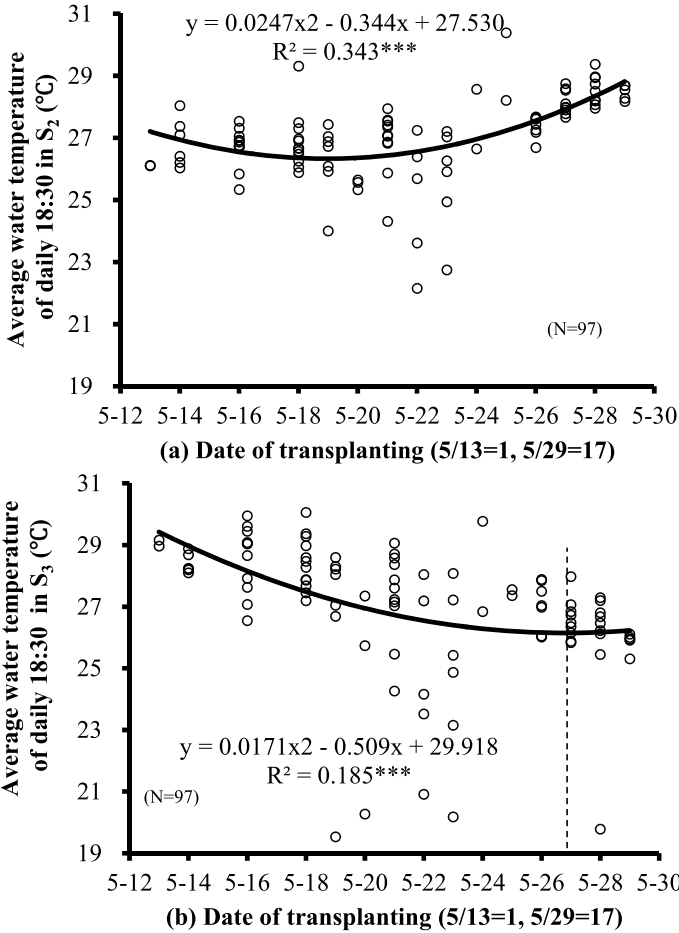 y = 0.0247x2 - 0.344x + 27.530
R² = 0.343***
Average water temperature
of daily 18:30 in S₂ (℃)
31
29
27
25
23
21
19
(N=97)
5-12 5-14 5-16 5-18 5-20 5-22 5-24 5-26 5-28 5-30
(a) Date of transplanting (5/13=1, 5/29=17)
Average water temperature
of daily 18:30  in S₃ (℃)
31
29
27
25
23
21
19
y = 0.0171x2 - 0.509x + 29.918
R² = 0.185***
(N=97)
5-12 5-14 5-16 5-18 5-20 5-22 5-24 5-26 5-28 5-30
(b) Date of transplanting (5/13=1, 5/29=17)